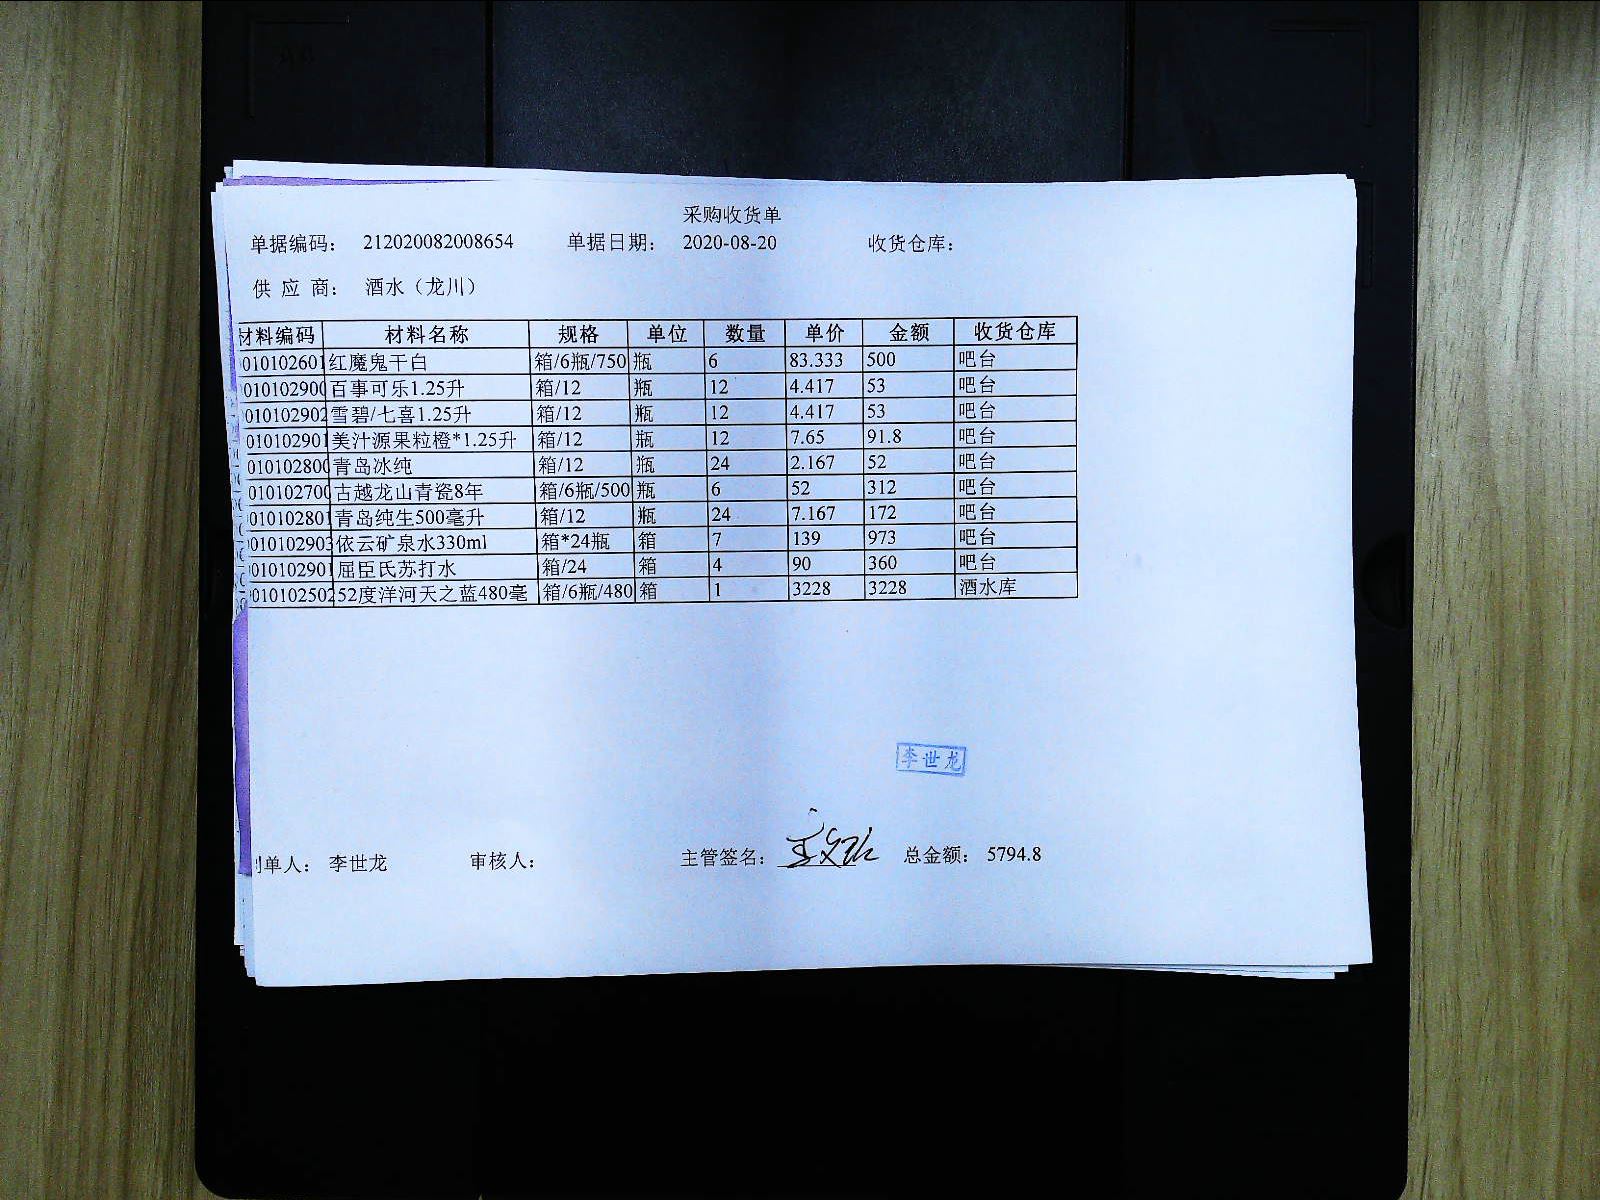 采购收货单
单据编码： 212020082008654 单据日期： 2020-08-20 收货仓库：
供 应 商： 酒水（龙川）
材料编码 材料名称 规格 单位 数量 单价 金额 收货仓库
010102601 红魔鬼干白 箱/6瓶/750 瓶 6 83.333 500 吧台
010102900 百事可乐1.25升 箱/12 瓶 12 4.417 53 吧台
010102902 雪碧/七喜1.25升 箱/12 瓶 12 4.417 53 吧台
010102901 美汁源果粒橙*1.25升 箱/12 瓶 12 7.65 91.8 吧台
010102800 青岛冰纯 箱/12 瓶 24 2.167 52 吧台
010102700 古越龙山青瓷8年 箱/6瓶/500 瓶 6 52 312 吧台
010102801 青岛纯生500毫升 箱/12 瓶 24 7.167 172 吧台
010102903 依云矿泉水330ml 箱*24瓶 箱 7 139 973 吧台
010102901 屈臣氏苏打水 箱/24 箱 4 90 360 吧台
010102502 52度洋河天之蓝480毫 箱/6瓶/480 箱 1 3228 3228 酒水库
李世龙
单人： 李世龙 审核人： 主管签名： 总金额： 5794.8